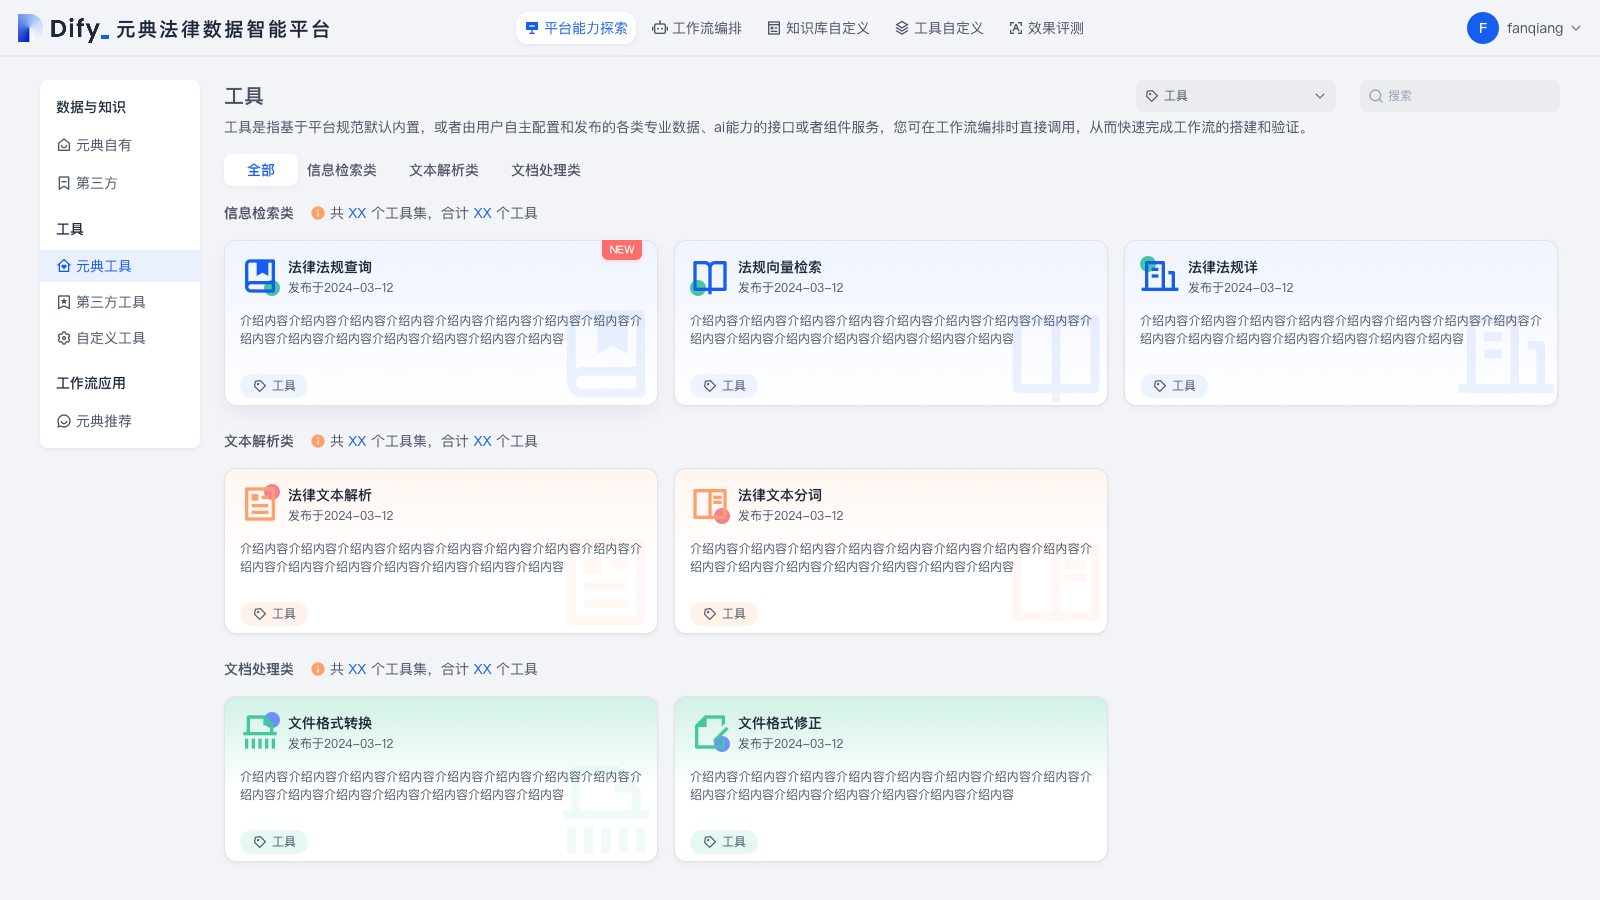 Dify_ 元典法律数据智能平台
平台能力探索
工作流编排
知识库自定义
工具自定义
效果评测
F
fanqiang
数据与知识
元典自有
第三方
工具
元典工具
第三方工具
自定义工具
工作流应用
元典推荐
工具
工具
搜索
工具是指基于平台规范默认内置，或者由用户自主配置和发布的各类专业数据、ai能力的接口或者组件服务，您可在工作流编排时直接调用，从而快速完成工作流的搭建和验证。
全部
信息检索类
文本解析类
文档处理类
信息检索类
共 XX 个工具集，合计 XX 个工具
NEW
法律法规查询
发布于2024-03-12
介绍内容介绍内容介绍内容介绍内容介绍内容介绍内容介绍内容介绍内容介
绍内容介绍内容介绍内容介绍内容介绍内容介绍内容介绍内容
工具
法规向量检索
发布于2024-03-12
介绍内容介绍内容介绍内容介绍内容介绍内容介绍内容介绍内容介绍内容介
绍内容介绍内容介绍内容介绍内容介绍内容介绍内容介绍内容
工具
法律法规详
发布于2024-03-12
介绍内容介绍内容介绍内容介绍内容介绍内容介绍内容介绍内容介绍内容介
绍内容介绍内容介绍内容介绍内容介绍内容介绍内容介绍内容
工具
文本解析类
共 XX 个工具集，合计 XX 个工具
法律文本解析
发布于2024-03-12
介绍内容介绍内容介绍内容介绍内容介绍内容介绍内容介绍内容介绍内容介
绍内容介绍内容介绍内容介绍内容介绍内容介绍内容介绍内容
工具
法律文本分词
发布于2024-03-12
介绍内容介绍内容介绍内容介绍内容介绍内容介绍内容介绍内容介绍内容介
绍内容介绍内容介绍内容介绍内容介绍内容介绍内容介绍内容
工具
文档处理类
共 XX 个工具集，合计 XX 个工具
文件格式转换
发布于2024-03-12
介绍内容介绍内容介绍内容介绍内容介绍内容介绍内容介绍内容介绍内容介
绍内容介绍内容介绍内容介绍内容介绍内容介绍内容介绍内容
工具
文件格式修正
发布于2024-03-12
介绍内容介绍内容介绍内容介绍内容介绍内容介绍内容介绍内容介绍内容介
绍内容介绍内容介绍内容介绍内容介绍内容介绍内容介绍内容
工具